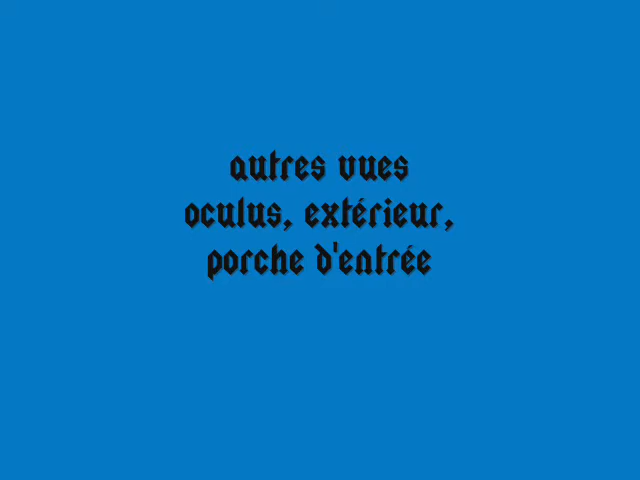 autres vues
oculus, extérieur,
porche d'entrée